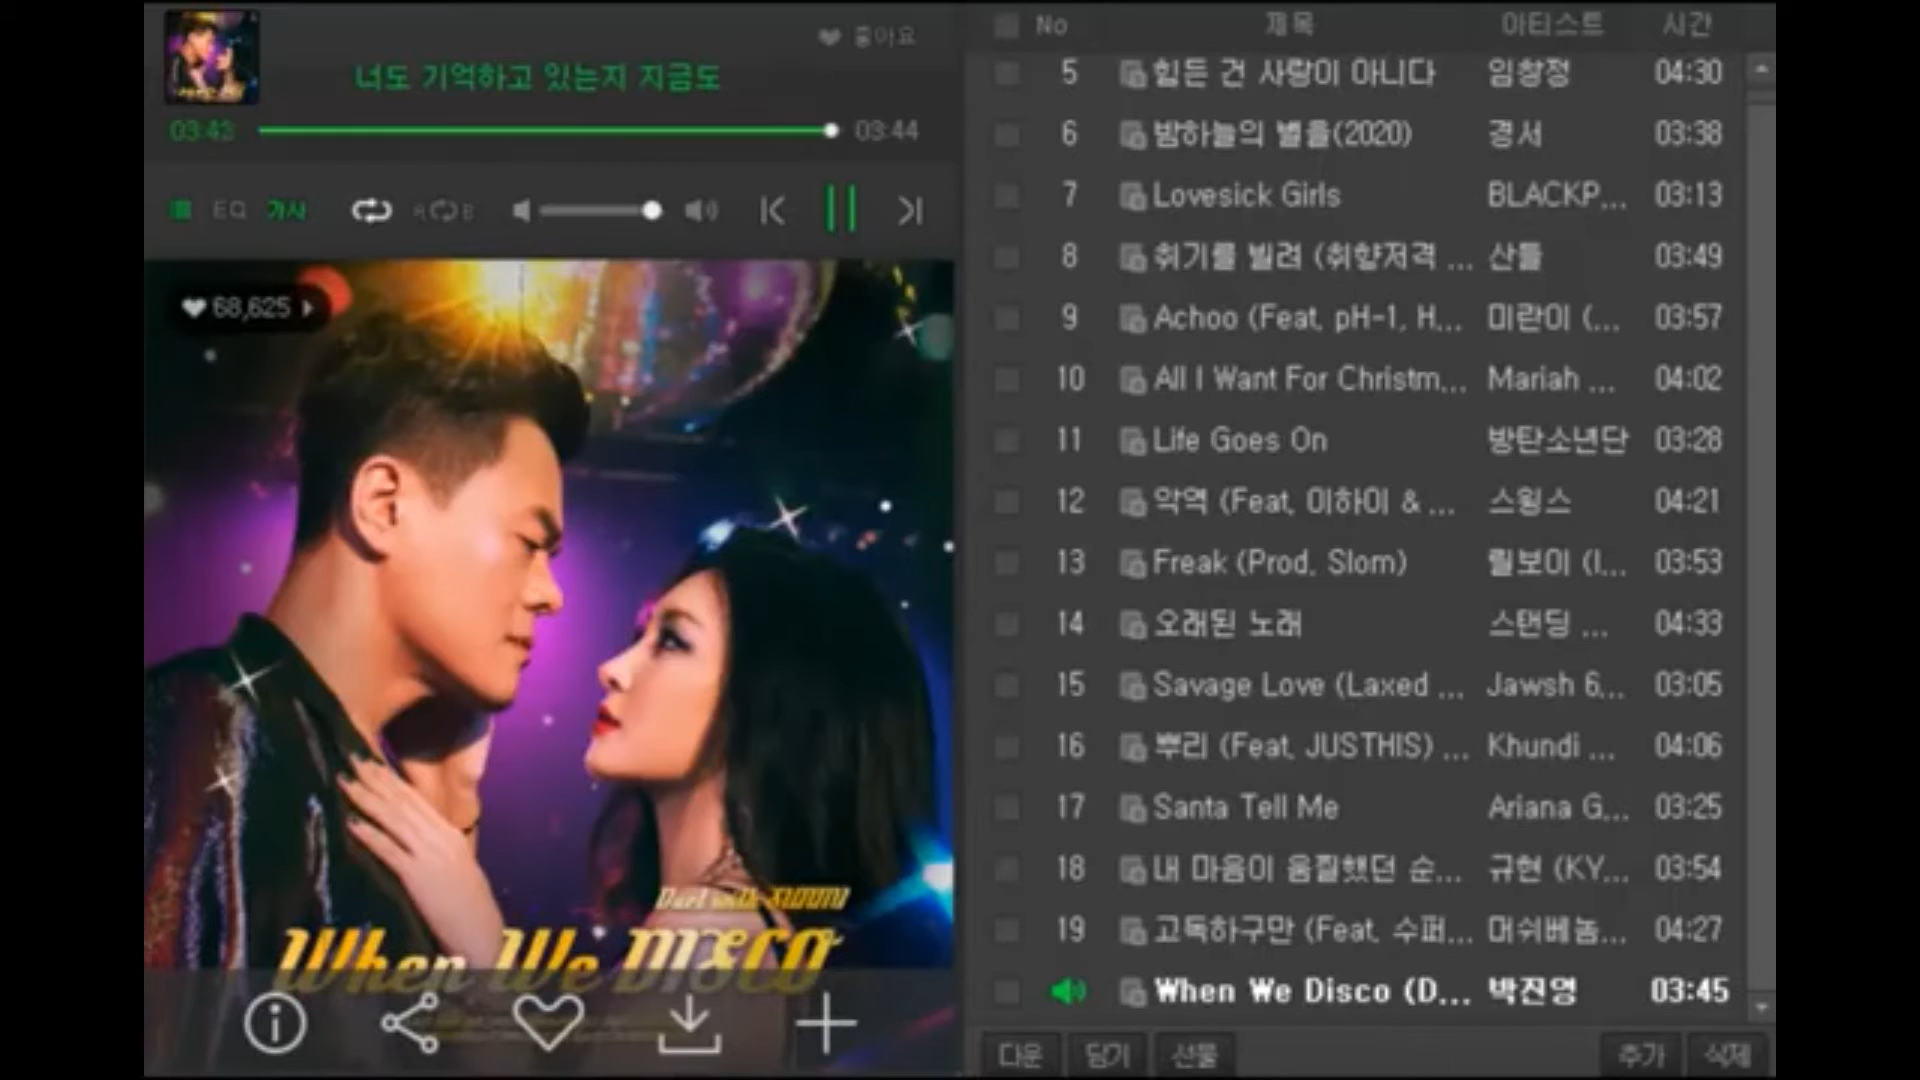 좋아요
너도 기억하고 있는지 지금도
03:43 03:44
EQ 가사 A B
68,625
Duet with 선미
When We DISCO
No 제목 아티스트 시간
5 힘든 건 사랑이 아니다 임창정 04:30
6 밤하늘의 별을(2020) 경서 03:38
7 Lovesick Girls BLACKP... 03:13
8 취기를 빌려 (취향저격 ... 산들 03:49
9 Achoo (Feat. pH-1, H... 미란이 (... 03:57
10 All I Want For Christm... Mariah ... 04:02
11 Life Goes On 방탄소년단 03:28
12 악역 (Feat. 이하이 & ... 스윙스 04:21
13 Freak (Prod. Slom) 릴보이 (l... 03:53
14 오래된 노래 스탠딩 ... 04:33
15 Savage Love (Laxed ... Jawsh 6... 03:05
16 뿌리 (Feat. JUSTHIS) ... Khundi ... 04:06
17 Santa Tell Me Ariana G... 03:25
18 내 마음이 움찔했던 순... 규현 (KY... 03:54
19 고독하구만 (Feat. 수퍼... 머쉬베놈... 04:27
When We Disco (D... 박진영 03:45
다운 담기 선물 추가 삭제